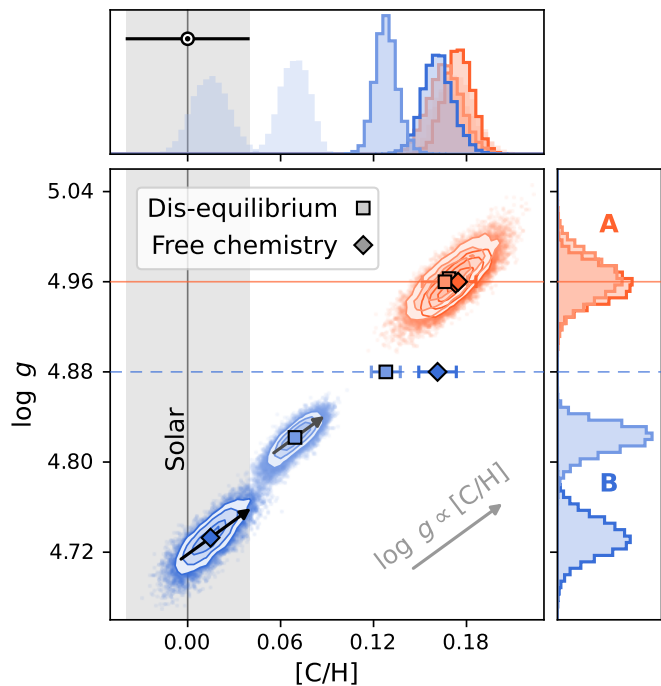 5.04
4.96
4.88
4.80
4.72
log g
Dis-equilibrium
Free chemistry
Solar
log g ∝ [C/H]
A
B
0.00
0.06
0.12
0.18
[C/H]